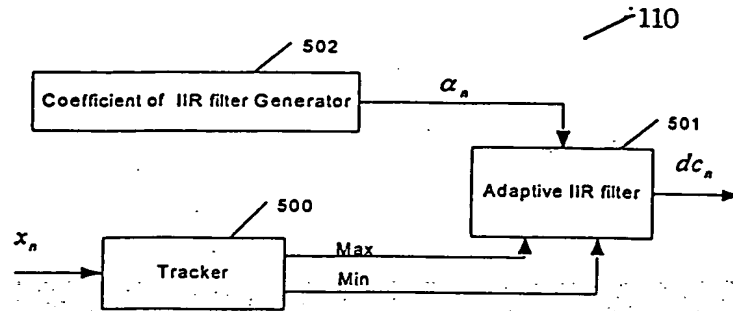 110
502
Coefficient of IIR filter Generator
αₙ
501
Adaptive IIR filter
dcₙ
500
xₙ
Tracker
Max
Min